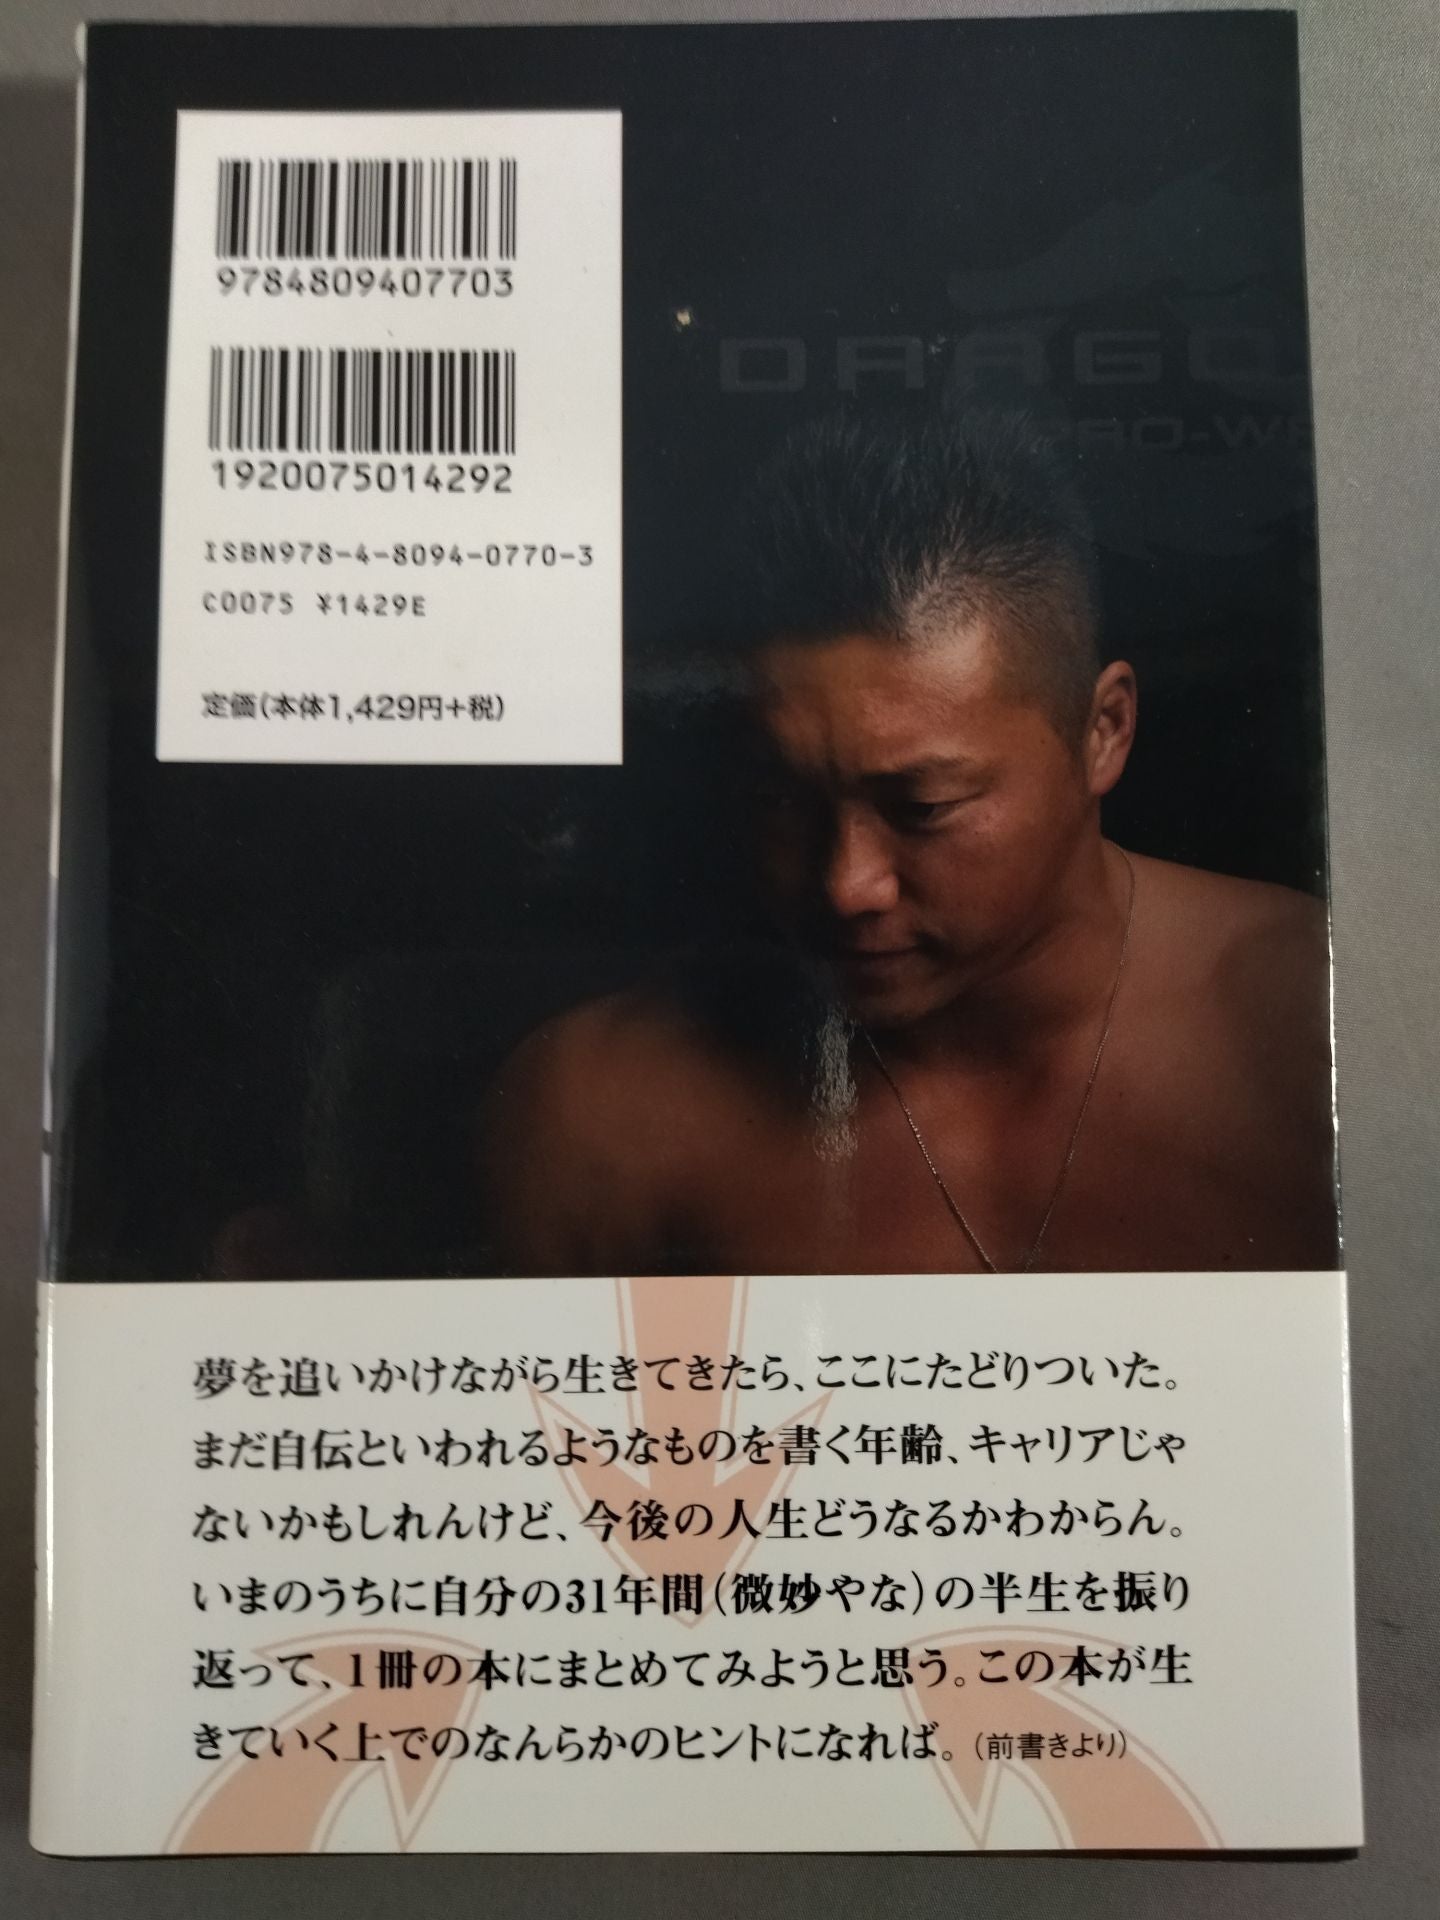 9784809407703
1920075014292
ISBN978-4-8094-0770-3
C0075 ¥1429E
定価(本体1,429円+税)
DRAGO
PRO-WR
夢を追いかけながら生きてきたら、ここにたどりついた。
まだ自伝といわれるようなものを書く年齢、キャリアじゃ
ないかもしれんけど、今後の人生どうなるかわからん。
いまのうちに自分の31年間(微妙やな)の半生を振り
返って、1冊の本にまとめてみようと思う。この本が生
きていく上でのなんらかのヒントになれば。(前書きより)